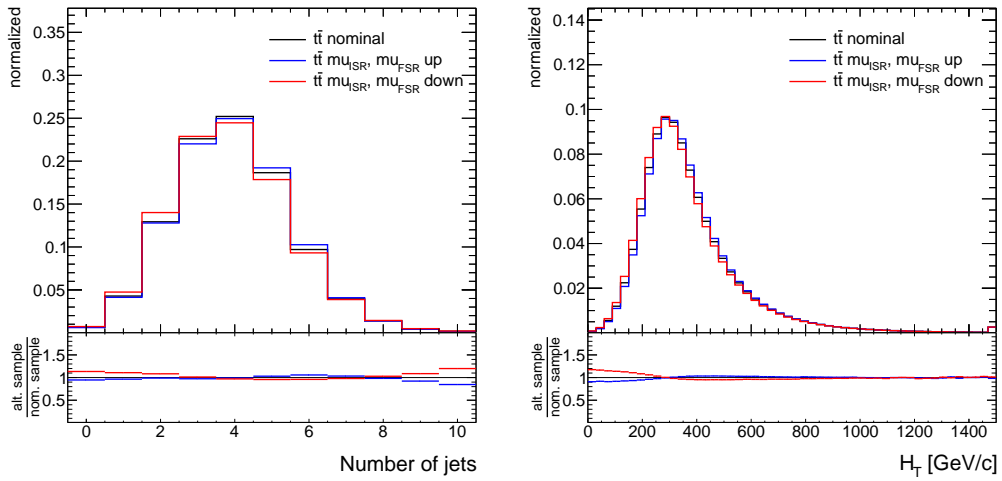 normalized
0.35
0.3
0.25
0.2
0.15
0.1
0.05
tt̄ nominal
tt̄ mu_ISR, mu_FSR up
tt̄ mu_ISR, mu_FSR down
alt. sample
nom. sample
1.5
1
0.5
0 2 4 6 8 10
Number of jets
normalized
0.14
0.12
0.1
0.08
0.06
0.04
0.02
tt̄ nominal
tt̄ mu_ISR, mu_FSR up
tt̄ mu_ISR, mu_FSR down
alt. sample
nom. sample
1.5
1
0.5
0 200 400 600 800 1000 1200 1400
H_T [GeV/c]